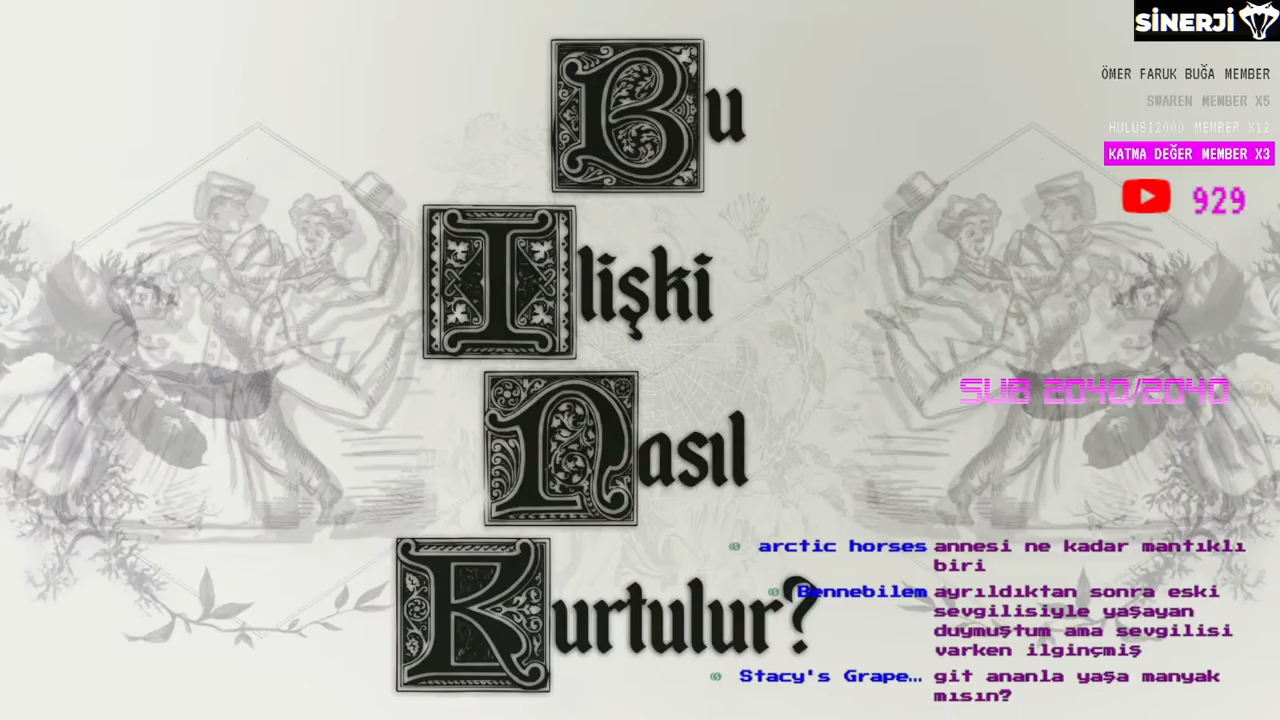 SİNERJİ
ÖMER FARUK BUĞA MEMBER
SWAREN MEMBER X5
HULUSI2000 MEMBER X12
KATMA DEĞER MEMBER X3
929
Bu
Ilişki
Nasıl
Kurtulur?
SUB 2040/2040
arctic horses annesi ne kadar mantıklı
biri
Bennebilem ayrıldıktan sonra eski
sevgilisiyle yaşayan
duymuştum ama sevgilisi
varken ilginçmiş
Stacy's Grape... git ananla yaşa manyak
mısın?